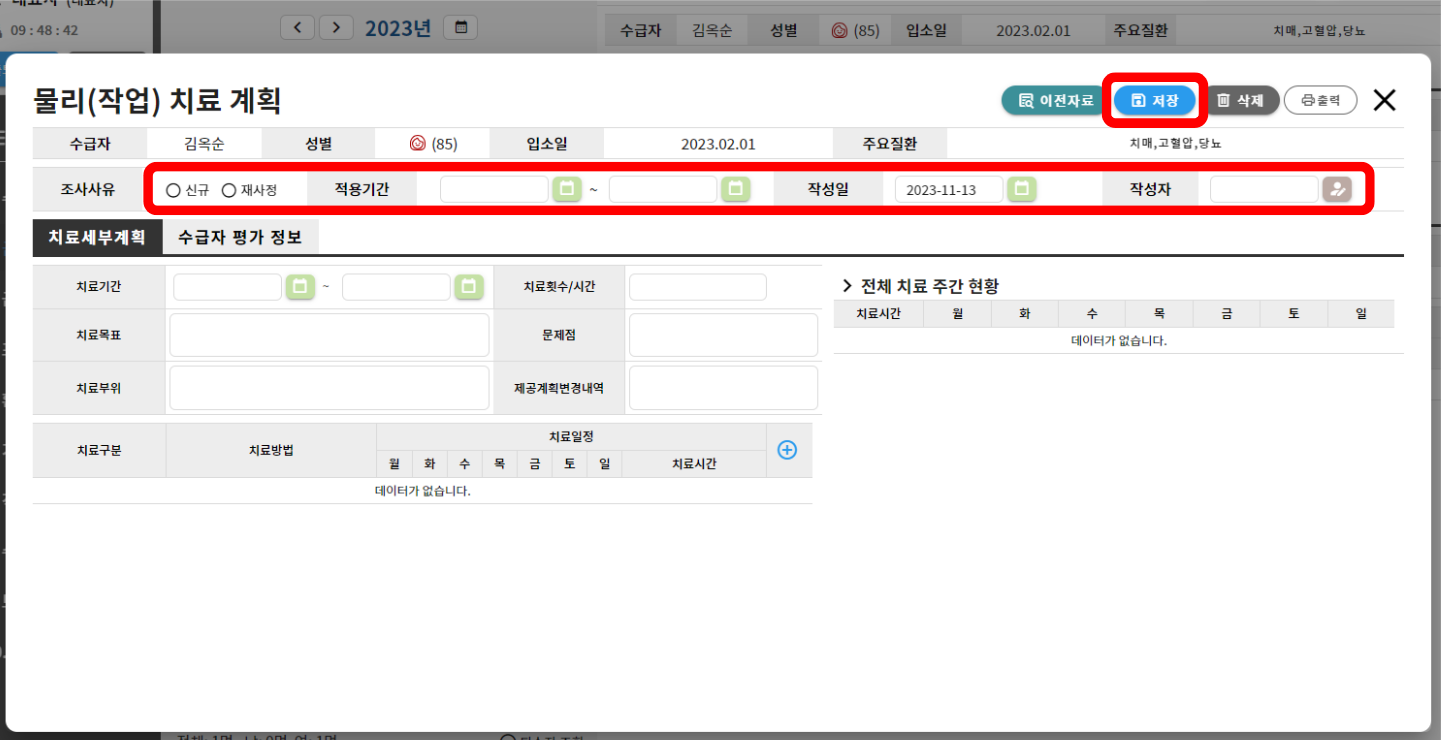 09:48:42
2023년
수급자 김옥순 성별 (85) 입소일 2023.02.01 주요질환 치매,고혈압,당뇨
물리(작업) 치료 계획 이전자료 저장 삭제 출력
수급자 김옥순 성별 (85) 입소일 2023.02.01 주요질환 치매,고혈압,당뇨
조사사유 신규 재사정 적용기간 ~ 작성일 2023-11-13 작성자
치료세부계획 수급자 평가 정보
치료기간 ~ 치료횟수/시간
치료목표 문제점
치료부위 제공계획변경내역
치료구분 치료방법 치료일정
월 화 수 목 금 토 일 치료시간
데이터가 없습니다.
전체 치료 주간 현황
치료시간 월 화 수 목 금 토 일
데이터가 없습니다.